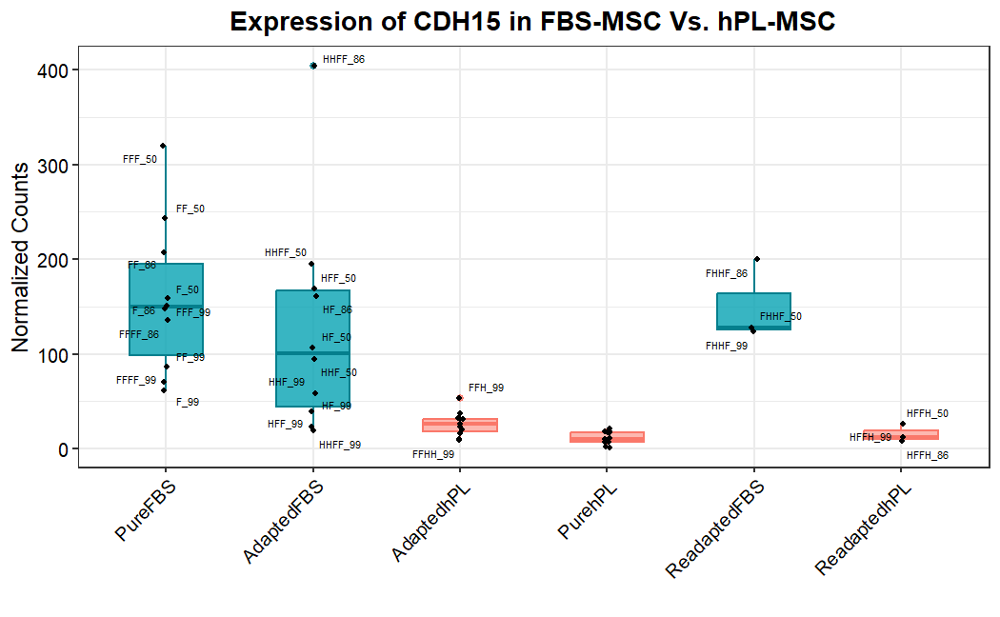 Expression of CDH15 in FBS-MSC Vs. hPL-MSC
Normalized Counts
400
300
200
100
0
HHFF_86
FFF_50
FF_50
FF_86
F_50
F_86
FFF_99
FFFF_86
FF_99
FFFF_99
F_99
HHFF_50
HFF_50
HF_86
HF_50
HHF_50
HHF_99
HF_99
HFF_99
HHFF_99
FFH_99
FFHH_99
FHHF_86
FHHF_50
FHHF_99
HFFH_50
HFFH_99
HFFH_86
PureFBS
AdaptedFBS
AdaptedhPL
PurehPL
ReadaptedFBS
ReadaptedhPL